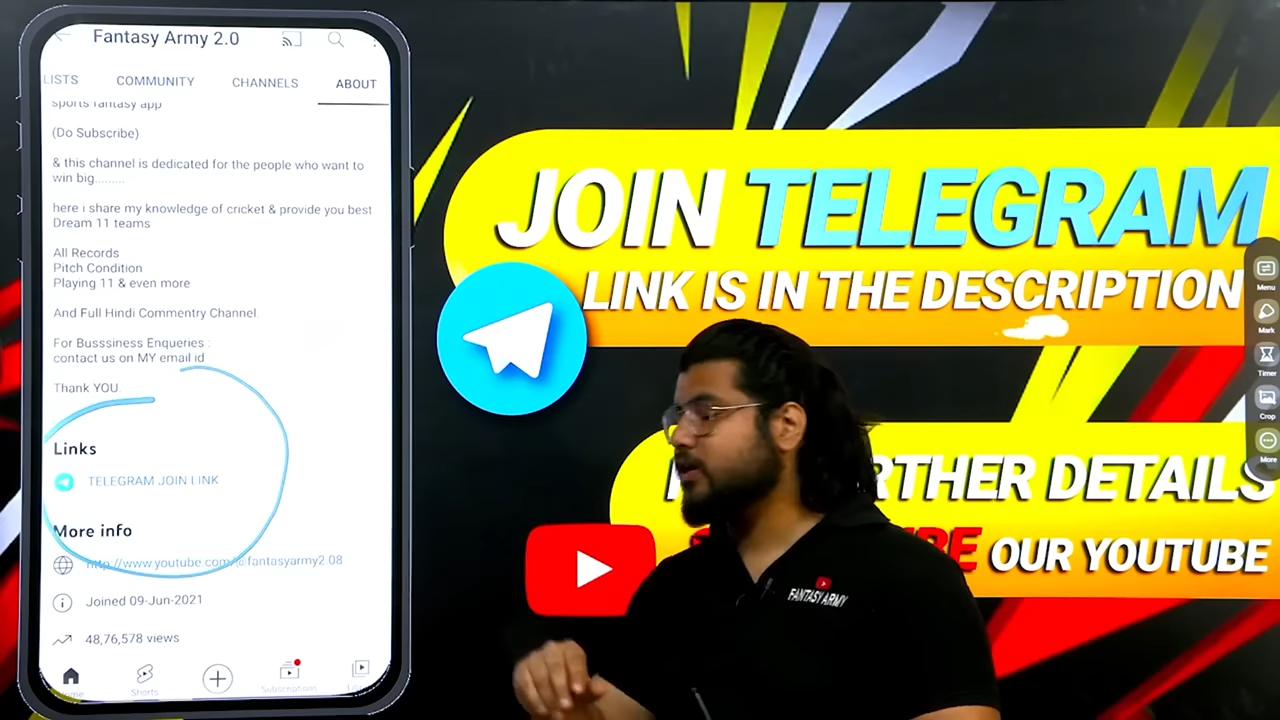 Fantasy Army 2.0
LISTS COMMUNITY CHANNELS ABOUT
sports fantasy app
(Do Subscribe)
& this channel is dedicated for the people who want to
win big.........
here i share my knowledge of cricket & provide you best
Dream 11 teams
All Records
Pitch Condition
Playing 11 & even more
And Full Hindi Commentry Channel.
For Busssiness Enqueries :
contact us on MY email id
Thank YOU.
Links
TELEGRAM JOIN LINK
More info
http://www.youtube.com/@fantasyarmy2.08
Joined 09-Jun-2021
48,76,578 views
Shorts
Subscriptions
JOIN TELEGRAM
LINK IS IN THE DESCRIPTION
RTHER DETAILS
OUR YOUTUBE
FANTASY ARMY
Menu
Mark
Timer
Crop
More